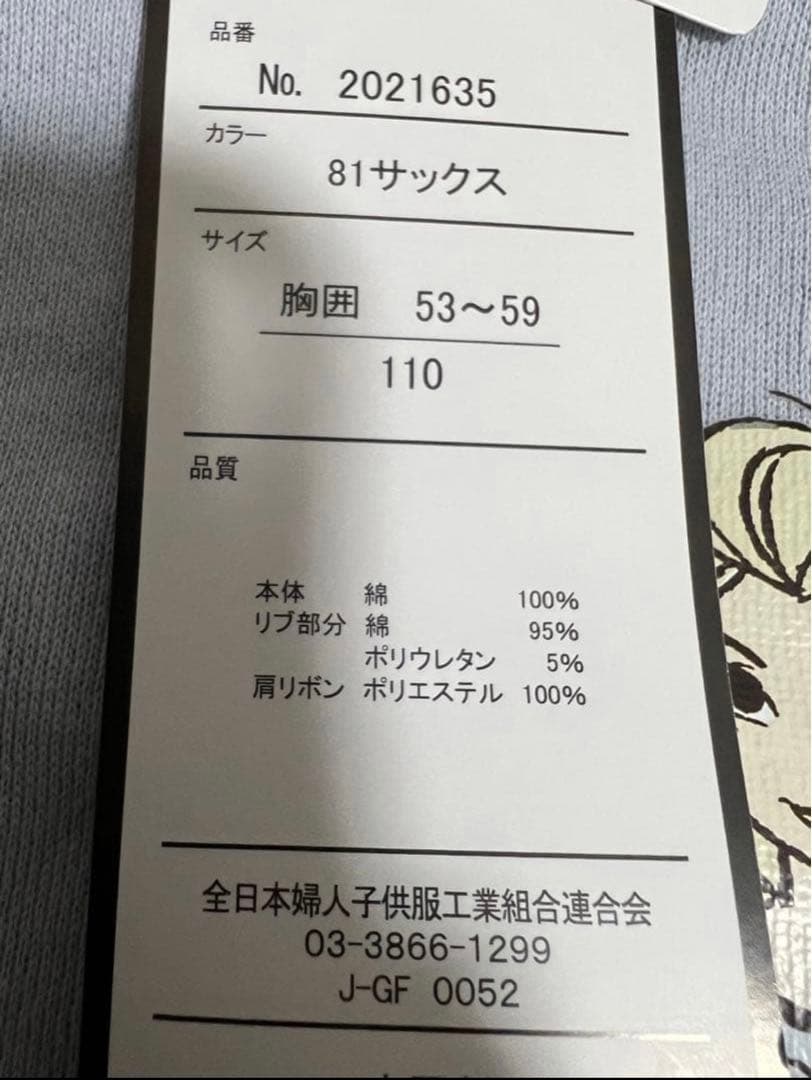 品番
No. 2021635
カラー
81サックス
サイズ
胸囲 53～59
110
品質
本体 綿 100%
リブ部分 綿 95%
ポリウレタン 5%
肩リボン ポリエステル 100%
全日本婦人子供服工業組合連合会
03-3866-1299
J-GF 0052